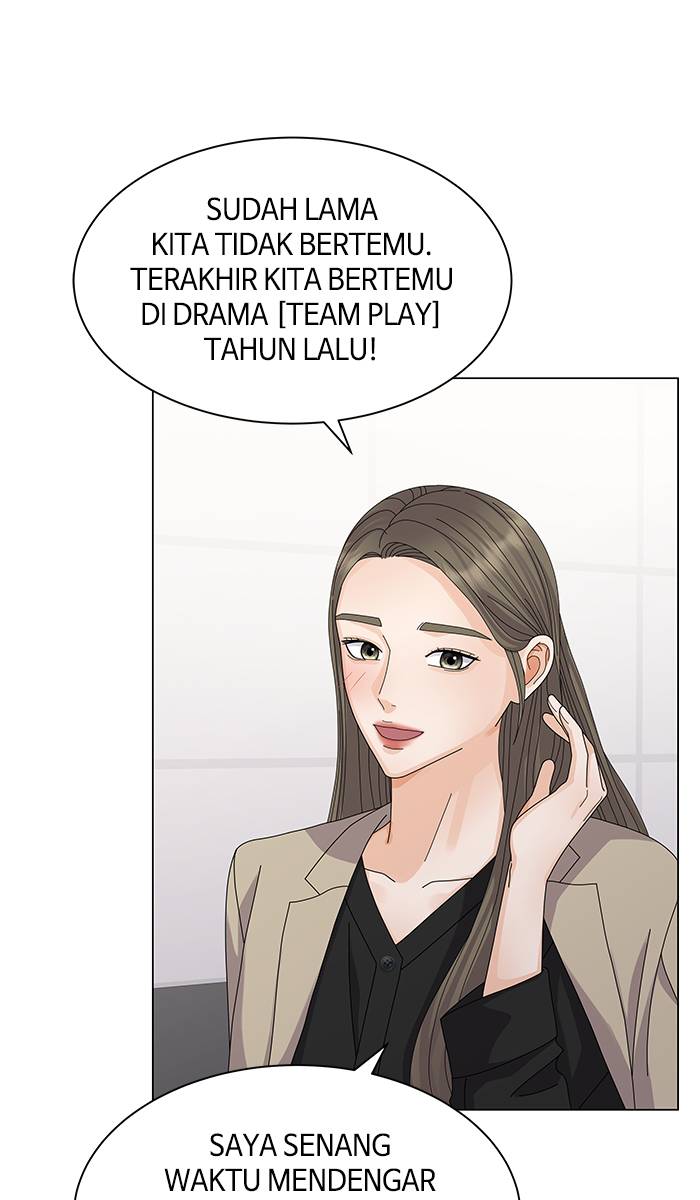 SUDAH LAMA
KITA TIDAK BERTEMU.
TERAKHIR KITA BERTEMU
DI DRAMA [TEAM PLAY]
TAHUN LALU!
SAYA SENANG
WAKTU MENDENGAR